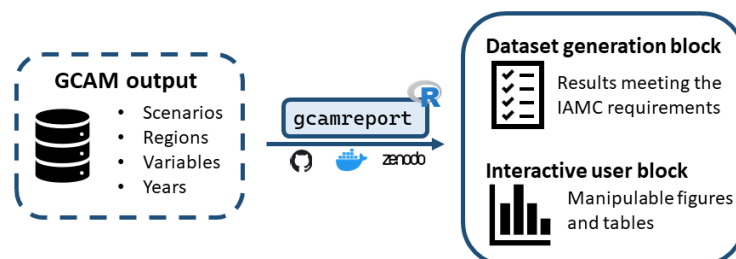 GCAM output
• Scenarios
• Regions
• Variables
• Years
R
gcamreport
zenodo
Dataset generation block
Results meeting the
IAMC requirements
Interactive user block
Manipulable figures
and tables